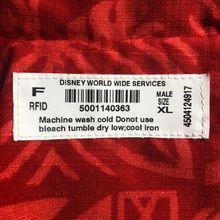 DISNEY WORLD WIDE SERVICES
F
RFID
5001140363
MALE
SIZE
XL
4504124917
Machine wash cold Donot use
bleach tumble dry low;cool iron